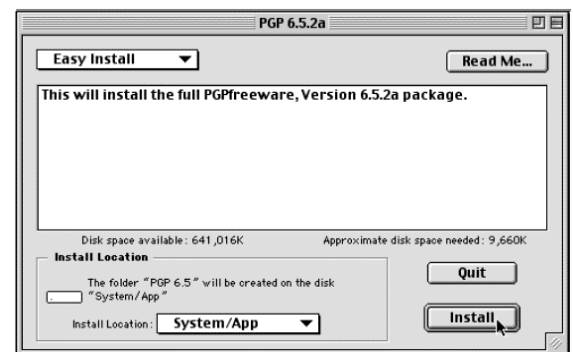 PGP 6.5.2a
Easy Install
Read Me...
This will install the full PGPfreeware, Version 6.5.2a package.
Disk space available: 641,016K
Approximate disk space needed: 9,660K
Install Location
The folder "PGP 6.5" will be created on the disk
"System/App"
Install Location: System/App
Quit
Install